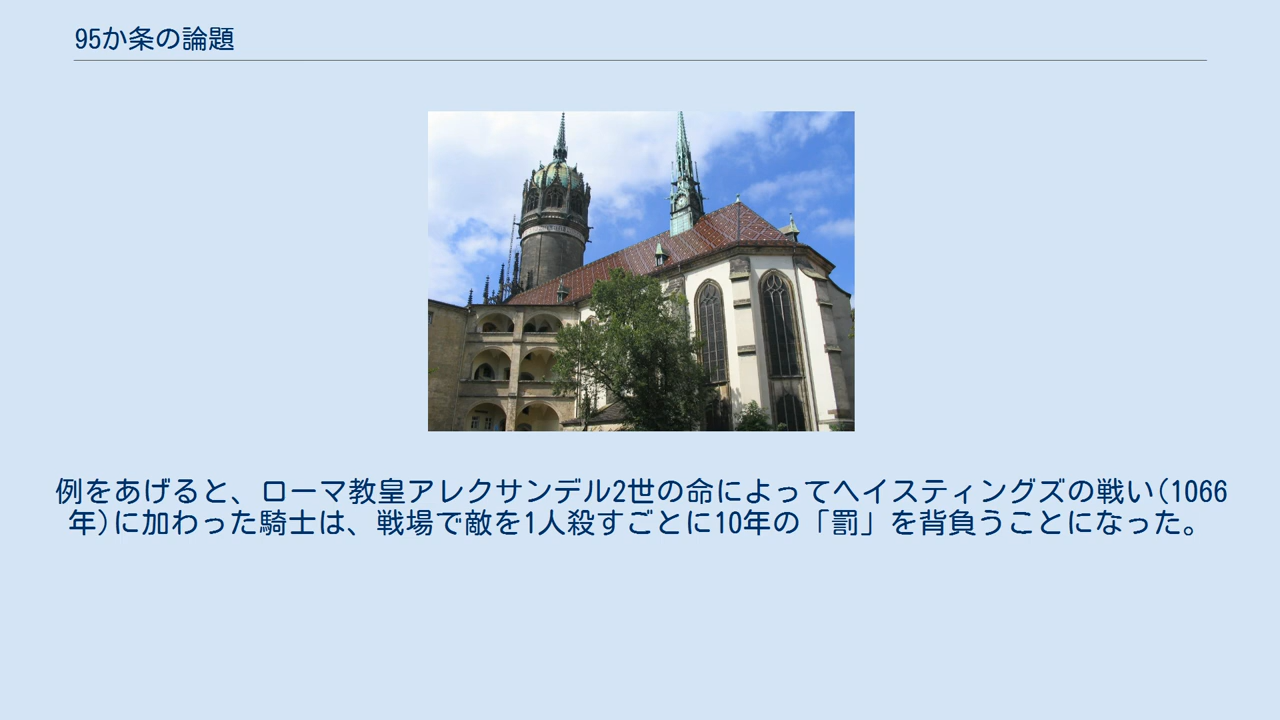 95か条の論題
例をあげると、ローマ教皇アレクサンデル2世の命によってヘイスティングズの戦い(1066
年)に加わった騎士は、戦場で敵を1人殺すごとに10年の「罰」を背負うことになった。